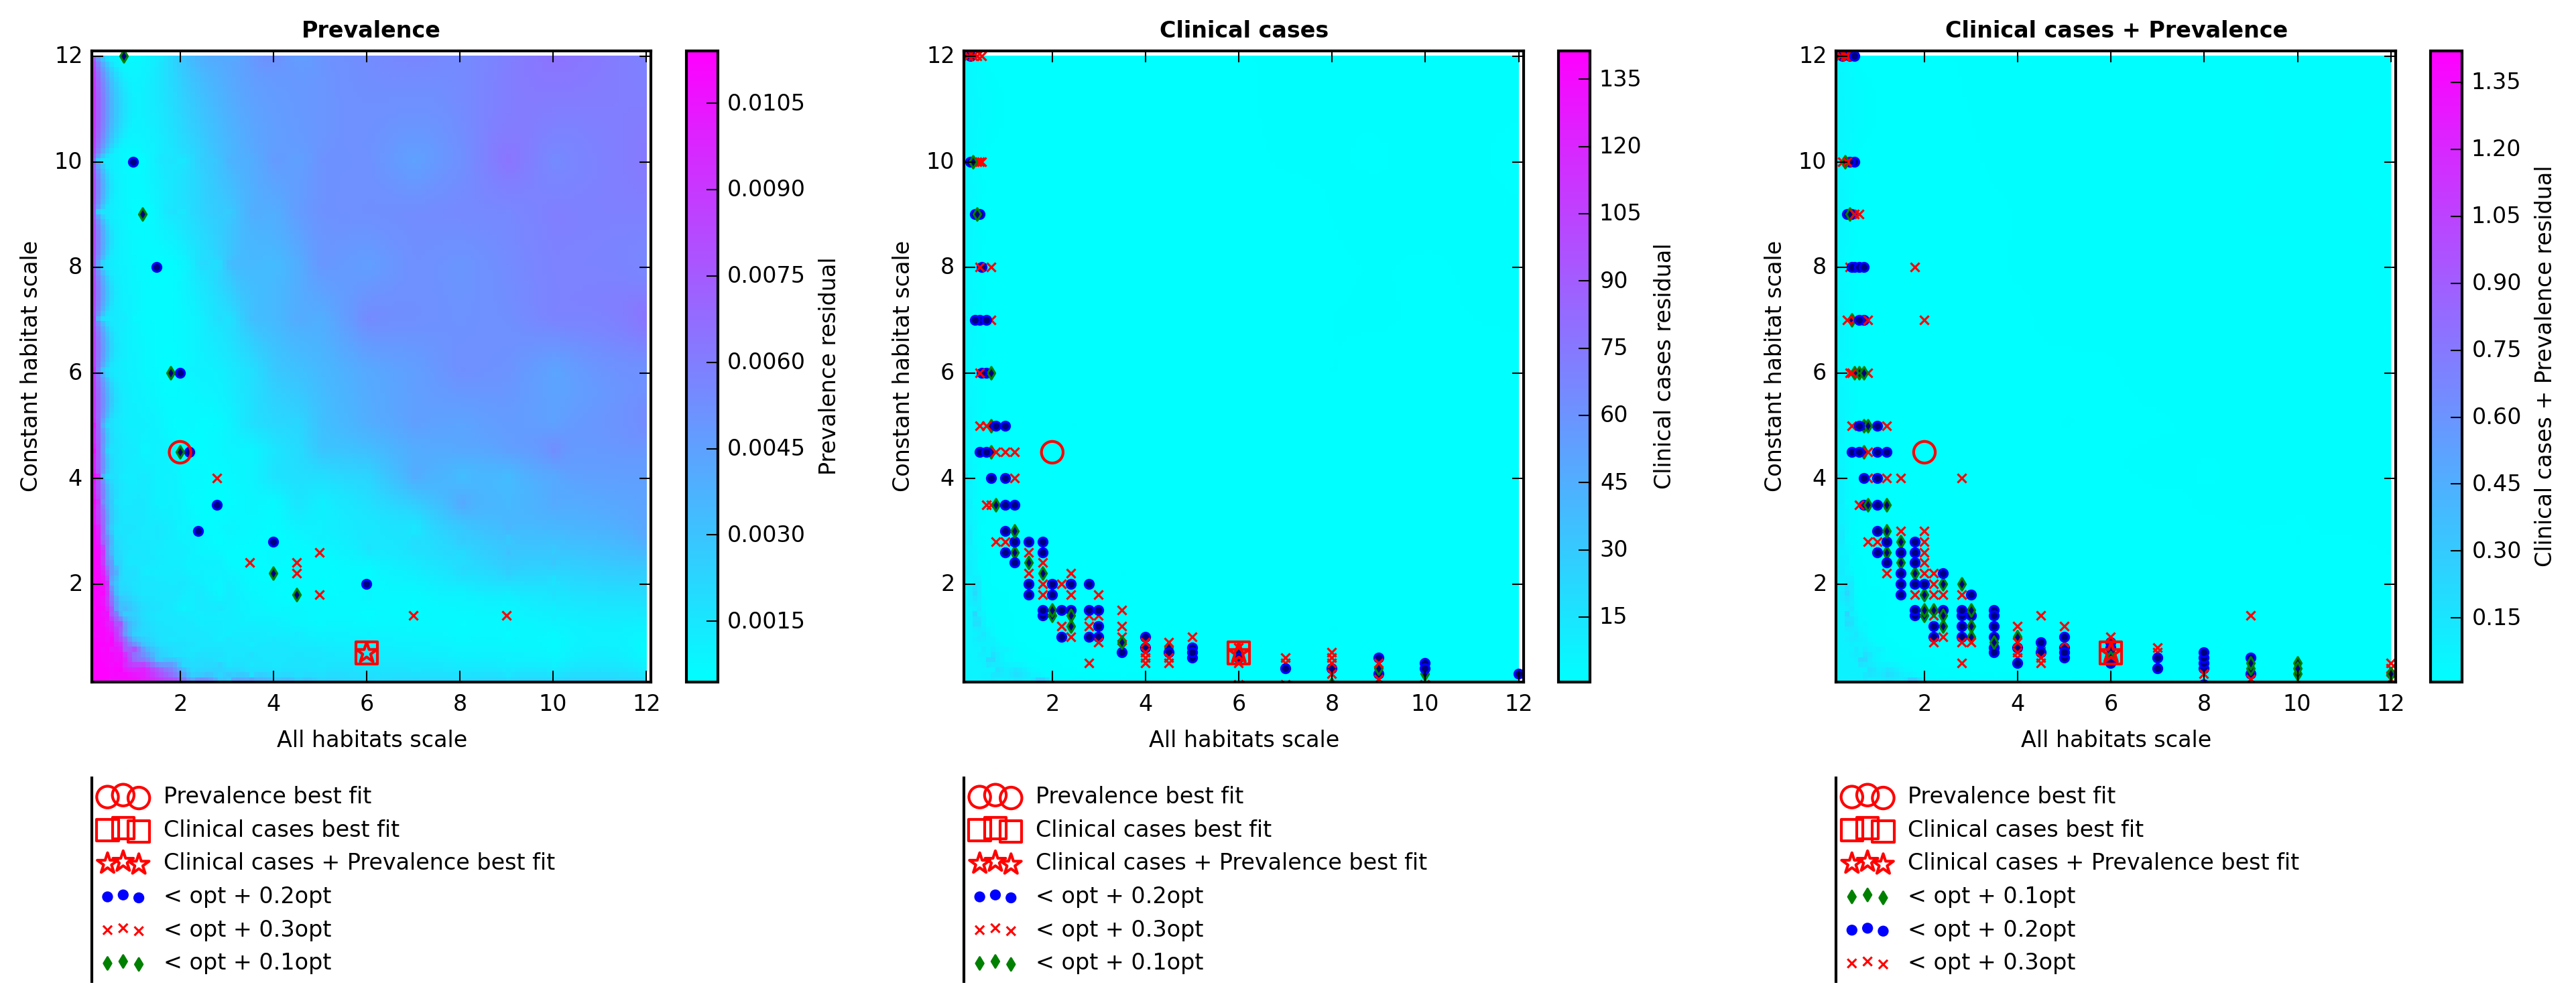 Prevalence
12
10
8
6
4
2
Constant habitat scale
2 4 6 8 10 12
All habitats scale
0.0105
0.0090
0.0075
0.0060
0.0045
0.0030
0.0015
Prevalence residual
Prevalence best fit
Clinical cases best fit
Clinical cases + Prevalence best fit
< opt + 0.2opt
< opt + 0.3opt
< opt + 0.1opt
Clinical cases
12
10
8
6
4
2
Constant habitat scale
2 4 6 8 10 12
All habitats scale
135
120
105
90
75
60
45
30
15
Clinical cases residual
Prevalence best fit
Clinical cases best fit
Clinical cases + Prevalence best fit
< opt + 0.2opt
< opt + 0.3opt
< opt + 0.1opt
Clinical cases + Prevalence
12
10
8
6
4
2
Constant habitat scale
2 4 6 8 10 12
All habitats scale
1.35
1.20
1.05
0.90
0.75
0.60
0.45
0.30
0.15
Clinical cases + Prevalence residual
Prevalence best fit
Clinical cases best fit
Clinical cases + Prevalence best fit
< opt + 0.1opt
< opt + 0.2opt
< opt + 0.3opt